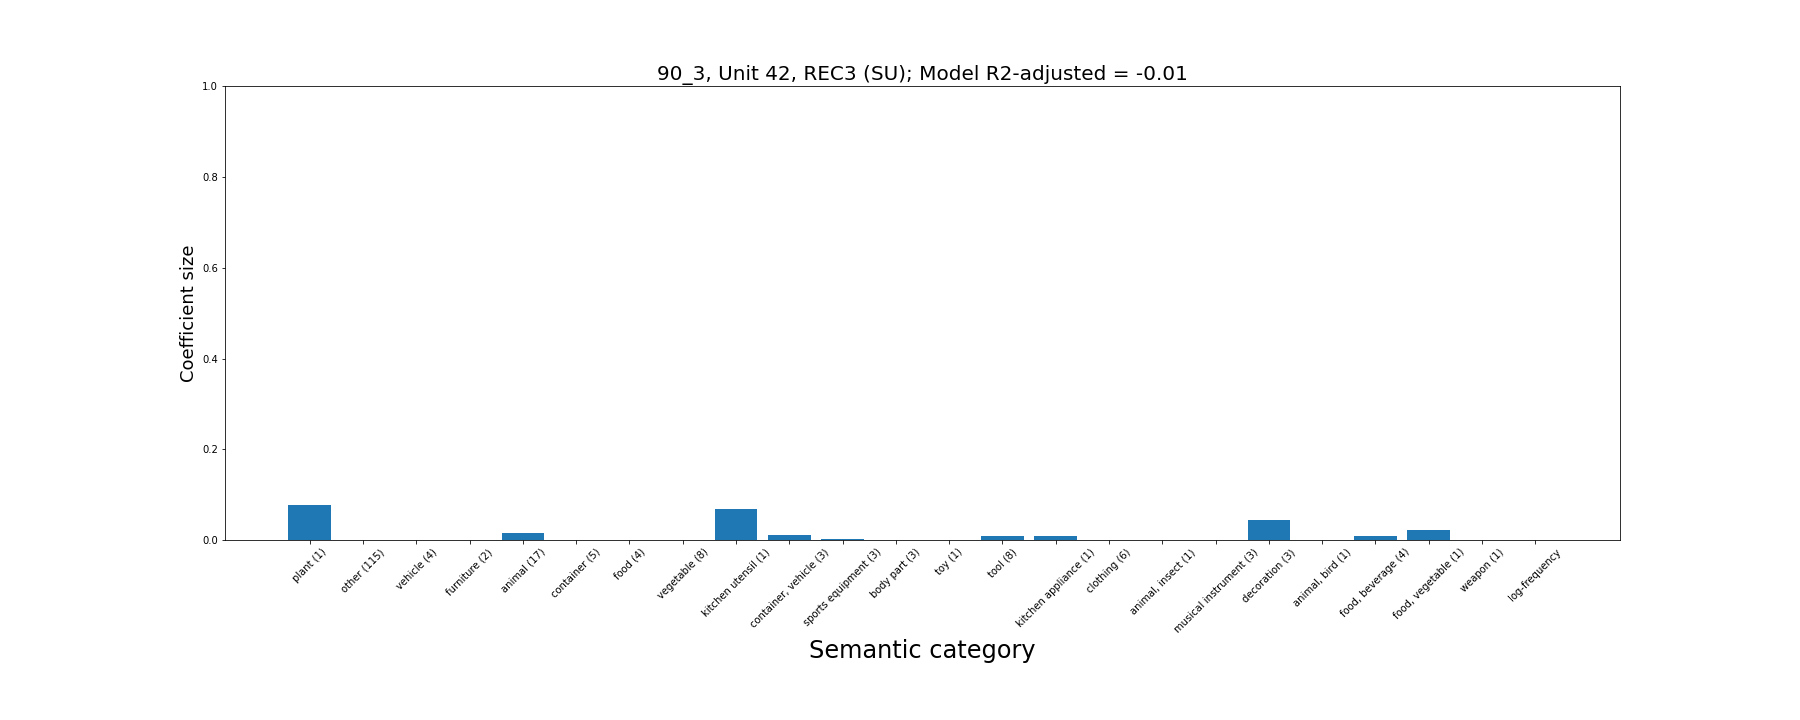 90_3, Unit 42, REC3 (SU); Model R2-adjusted = -0.01
Coefficient size
1.0
0.8
0.6
0.4
0.2
0.0
plant (1)
other (115)
vehicle (4)
furniture (2)
animal (17)
container (5)
food (4)
vegetable (8)
kitchen utensil (1)
container, vehicle (3)
sports equipment (3)
body part (3)
toy (1)
tool (8)
kitchen appliance (1)
clothing (6)
animal, insect (1)
musical instrument (3)
decoration (3)
animal, bird (1)
food, beverage (4)
food, vegetable (1)
weapon (1)
log-frequency
Semantic category